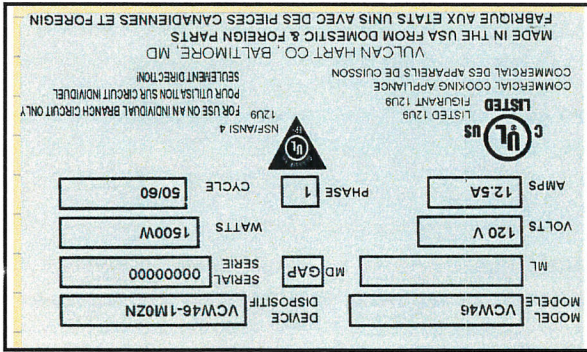 MODEL MODELE VCW46 DEVICE DISPOSITIF VCW46-1M0ZN
ML MD GAP SERIAL SERIE 0000000000
VOLTS 120 V WATTS 1500W
AMPS 12.5A PHASE 1 CYCLE 50/60
C UL® US LISTED
LISTED 12U9
FIGURANT 12U9
COMMERCIAL COOKING APPLIANCE
COMMERCIAL DES APPAREILS DE CUISSON
UL
EPH
NSF/ANSI 4
12U9
FOR USE ON AN INDIVIDUAL BRANCH CIRCUIT ONLY
POUR UTILISATION SUR CIRCUIT INDIVIDUEL
SEULEMENT DIRECTION!
VULCAN HART CO, BALTIMORE, MD
MADE IN THE USA FROM DOMESTIC & FOREIGN PARTS
FABRIQUE AUX ETATS UNIS AVEC DES PIECES CANADIENNES ET FOREGIN